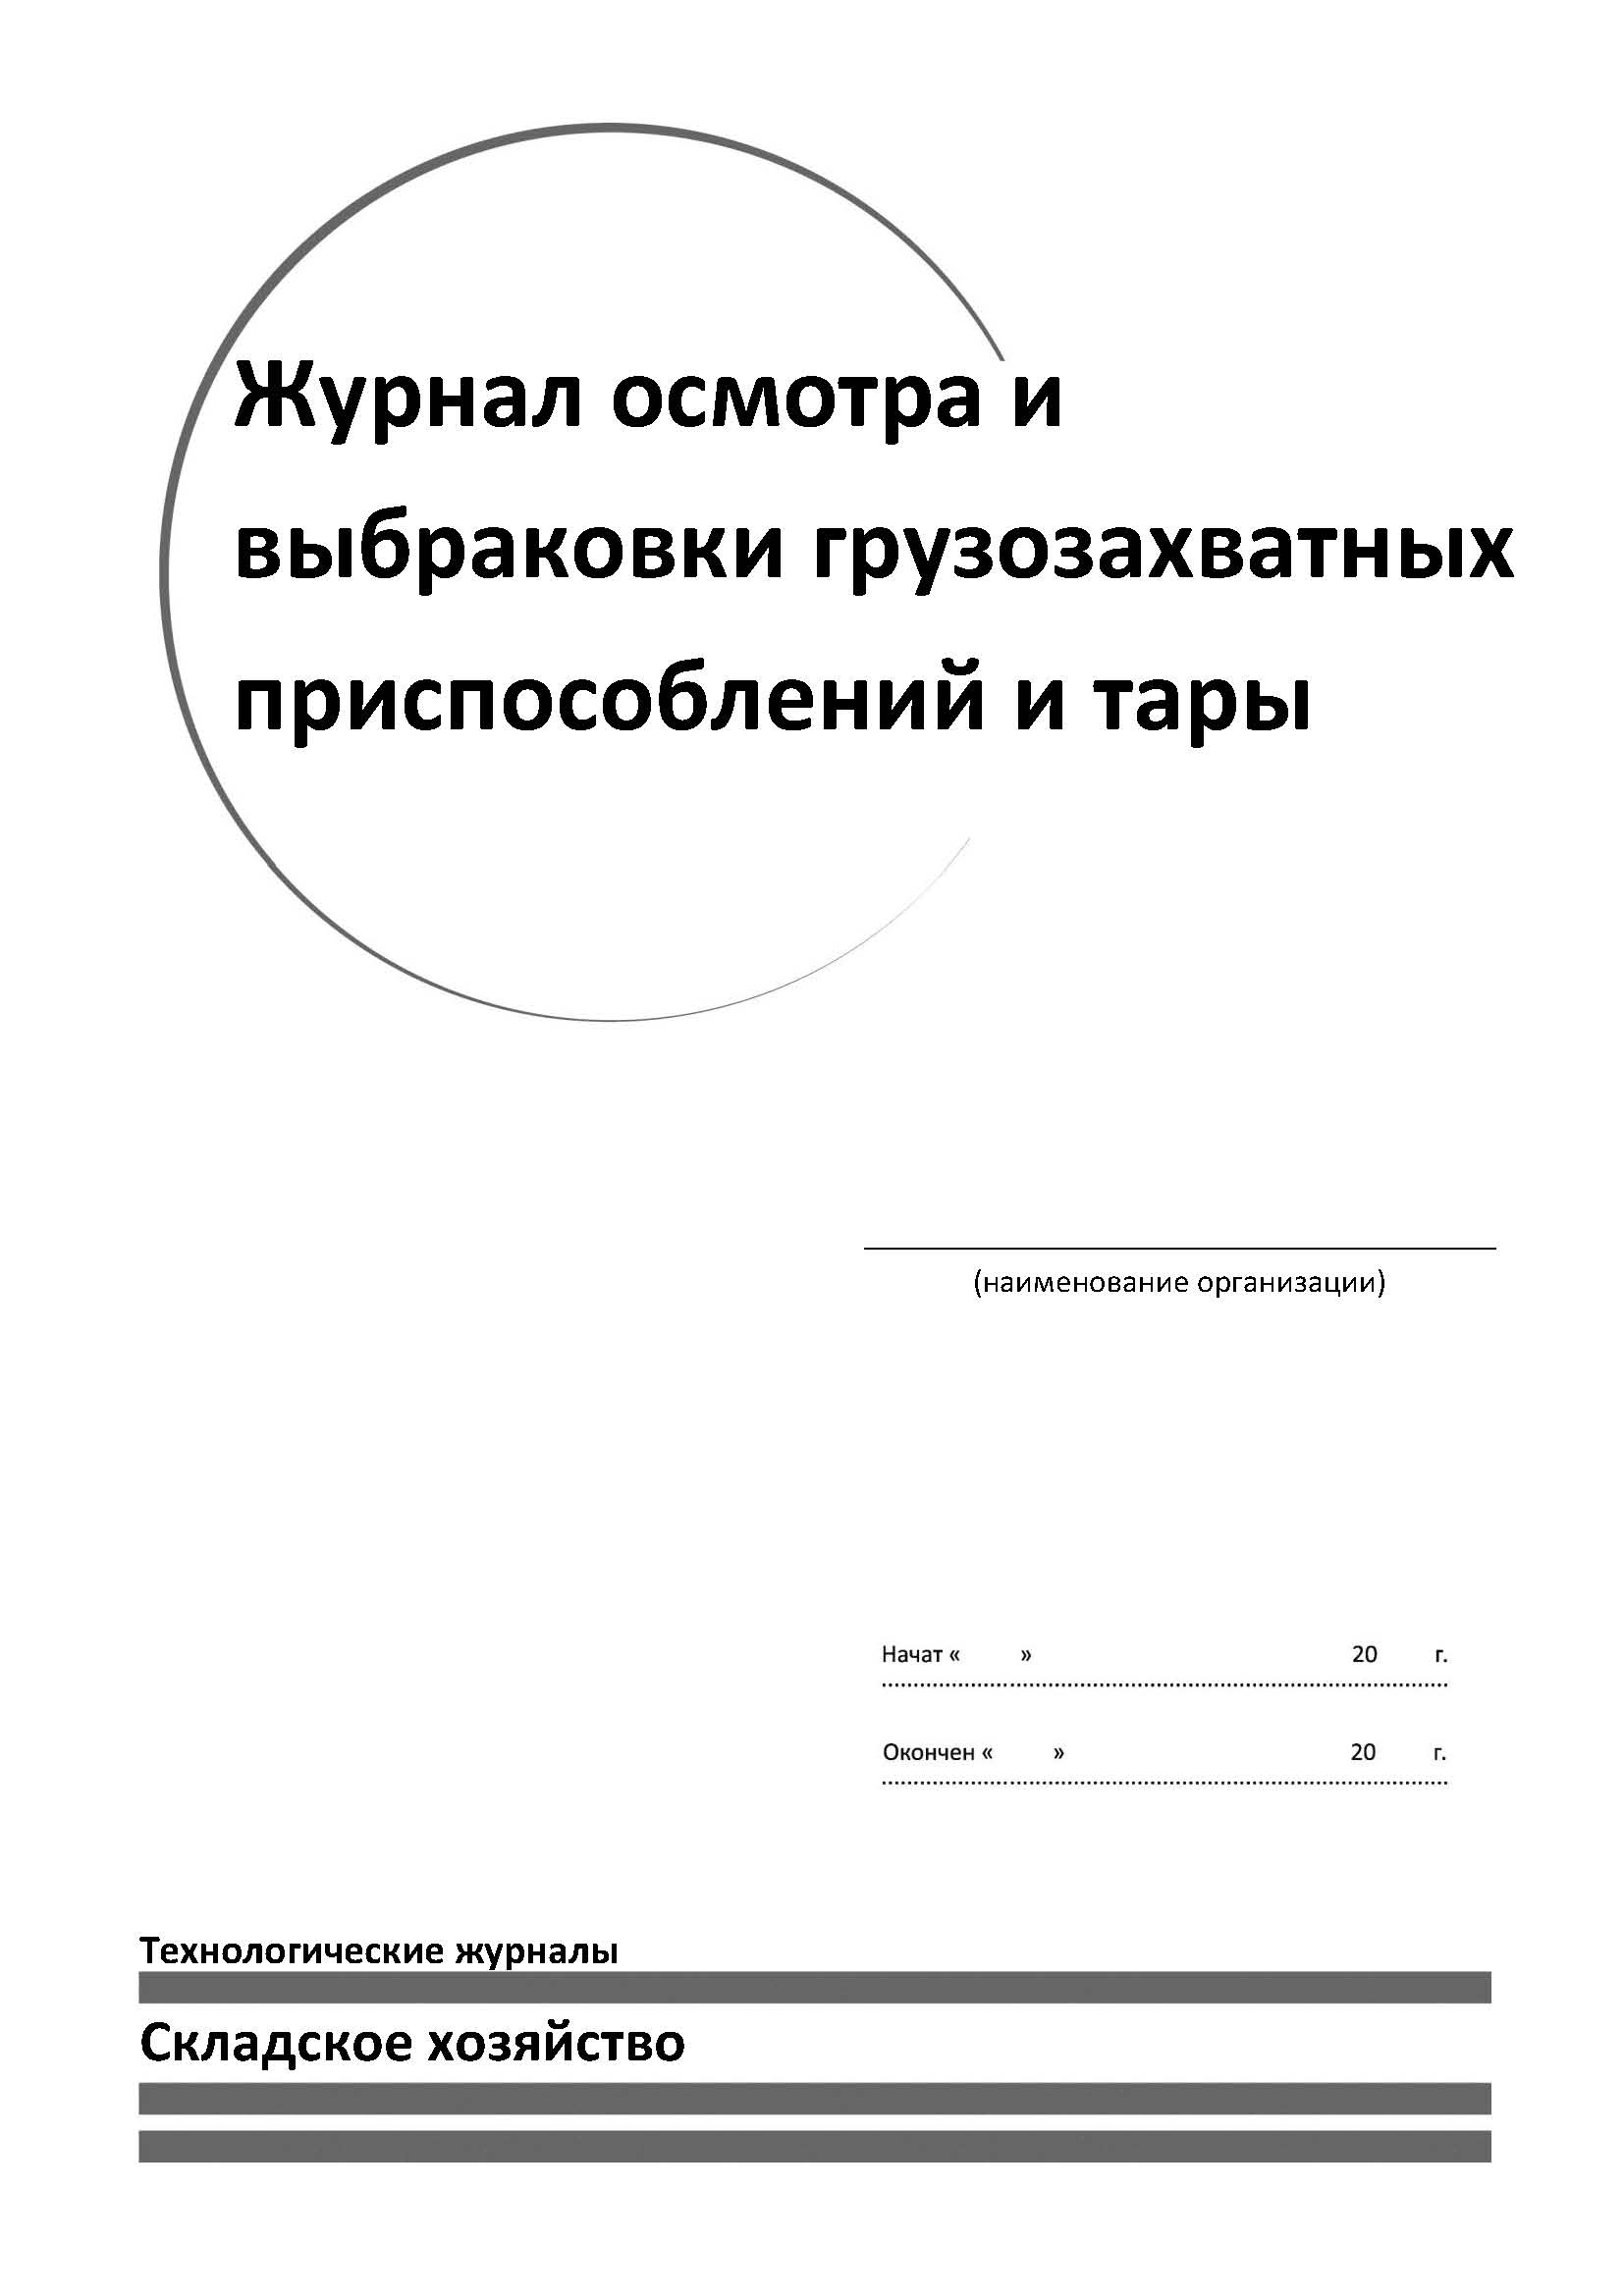 Журнал осмотра и
выбраковки грузозахватных
приспособлений и тары
(наименование организации)
Начат « » 20 г.
Окончен « » 20 г.
Технологические журналы
Складское хозяйство